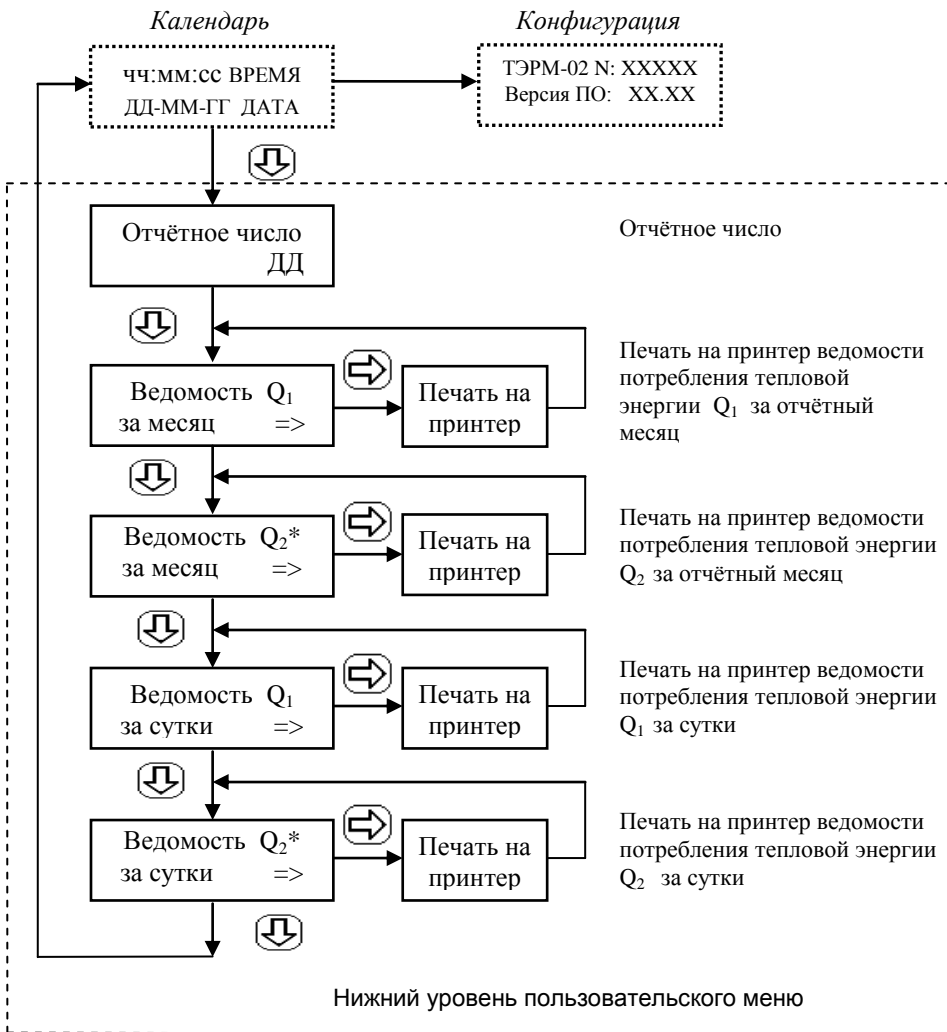 Календарь
Конфигурация
чч:мм:сс ВРЕМЯ
ДД-ММ-ГГ ДАТА
ТЭРМ-02 N: XXXXX
Версия ПО: XX.XX
Отчётное число
ДД
Отчётное число
Ведомость Q1
за месяц =>
Печать на
принтер
Печать на принтер ведомости
потребления тепловой
энергии Q1 за отчётный
месяц
Ведомость Q2*
за месяц =>
Печать на
принтер
Печать на принтер ведомости
потребления тепловой энергии
Q2 за отчётный месяц
Ведомость Q1
за сутки =>
Печать на
принтер
Печать на принтер ведомости
потребления тепловой энергии
Q1 за сутки
Ведомость Q2*
за сутки =>
Печать на
принтер
Печать на принтер ведомости
потребления тепловой энергии
Q2 за сутки
Нижний уровень пользовательского меню